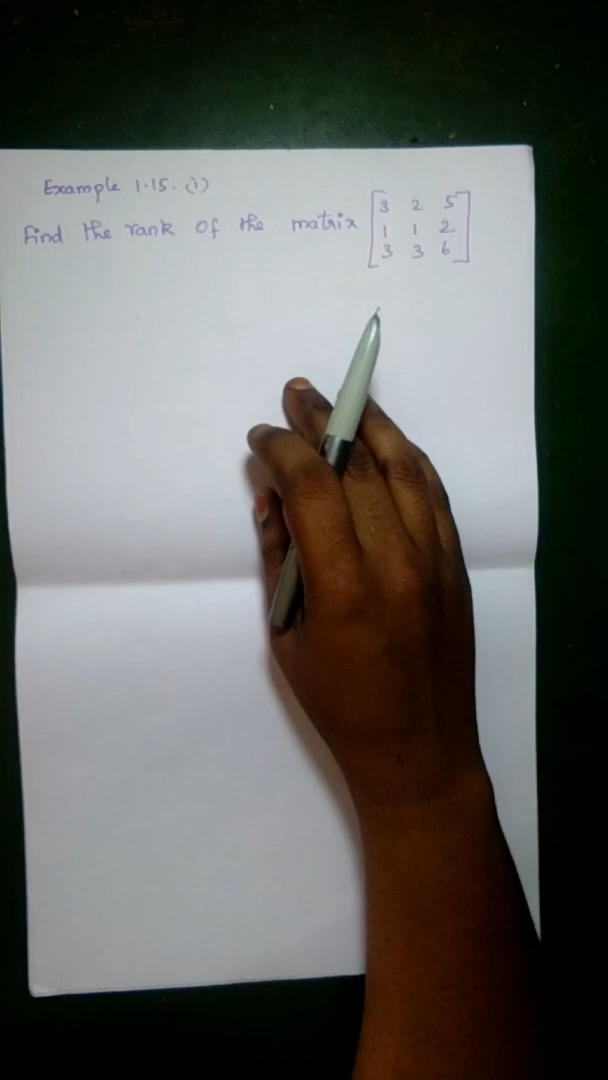 Example 1.15. (i)
Find the rank of the matrix [3 2 5
1 1 2
3 3 6]